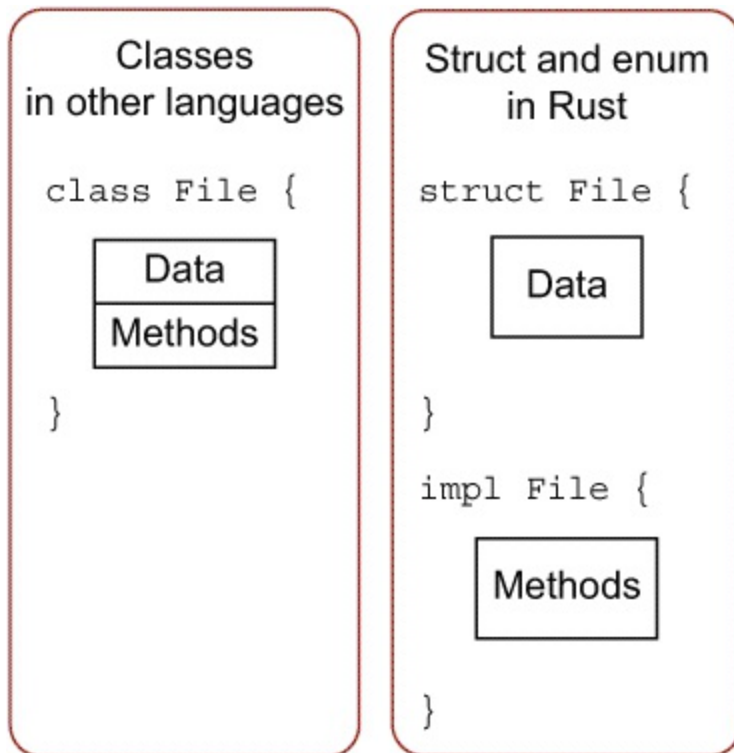 Classes
in other languages
class File {
Data
Methods
}
Struct and enum
in Rust
struct File {
Data
}
impl File {
Methods
}